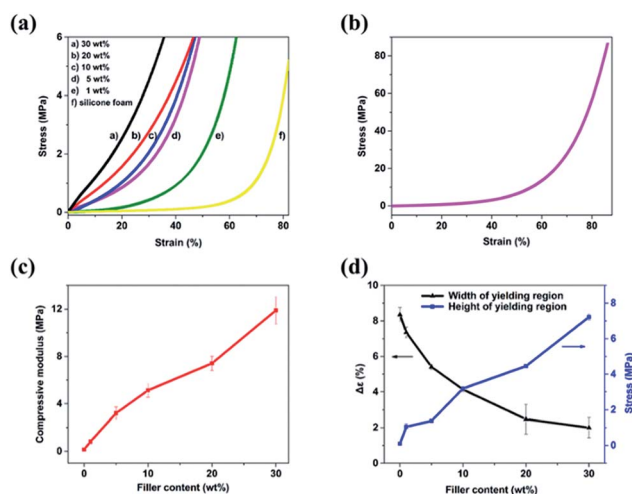 (a)
a) 30 wt%
b) 20 wt%
c) 10 wt%
d) 5 wt%
e) 1 wt%
f) silicone foam
a)
b)
c)
d)
e)
f)
6
4
2
0
0
20
40
60
80
Stress (MPa)
Strain (%)
(b)
80
60
40
20
0
0
20
40
60
80
Stress (MPa)
Strain (%)
(c)
12
8
4
0
0
10
20
30
Compressive modulus (MPa)
Filler content (wt%)
(d)
Width of yielding region
Height of yielding region
10
8
6
4
2
0
8
6
4
2
0
0
10
20
30
Δε (%)
Stress (MPa)
Filler content (wt%)